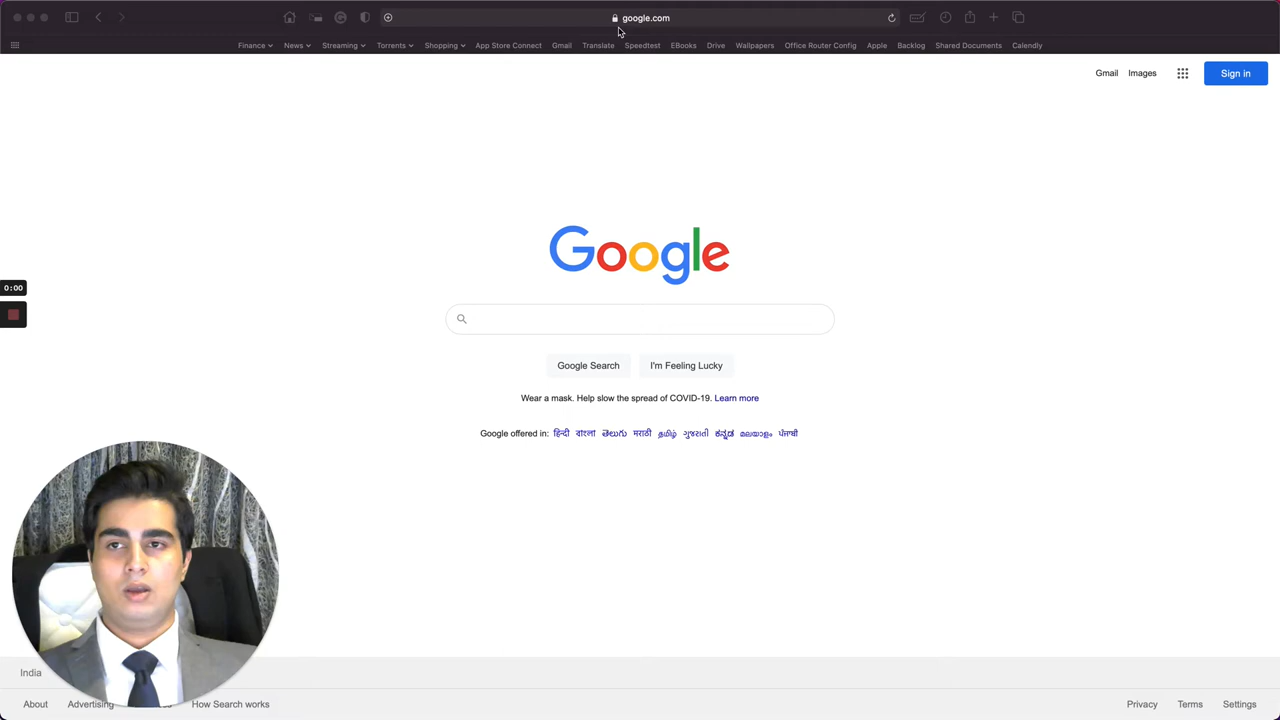 google.com
Finance News Streaming Torrents Shopping App Store Connect Gmail Translate Speedtest EBooks Drive Wallpapers Office Router Config Apple Backlog Shared Documents Calendly
Gmail Images Sign in
Google
0:00
Google Search I'm Feeling Lucky
Wear a mask. Help slow the spread of COVID-19. Learn more
Google offered in: हिन्दी বাংলা తెలుగు मराठी தமிழ் ગુજરાતી ಕನ್ನಡ മലയാളം ਪੰਜਾਬੀ
India
About Advertising How Search works Privacy Terms Settings